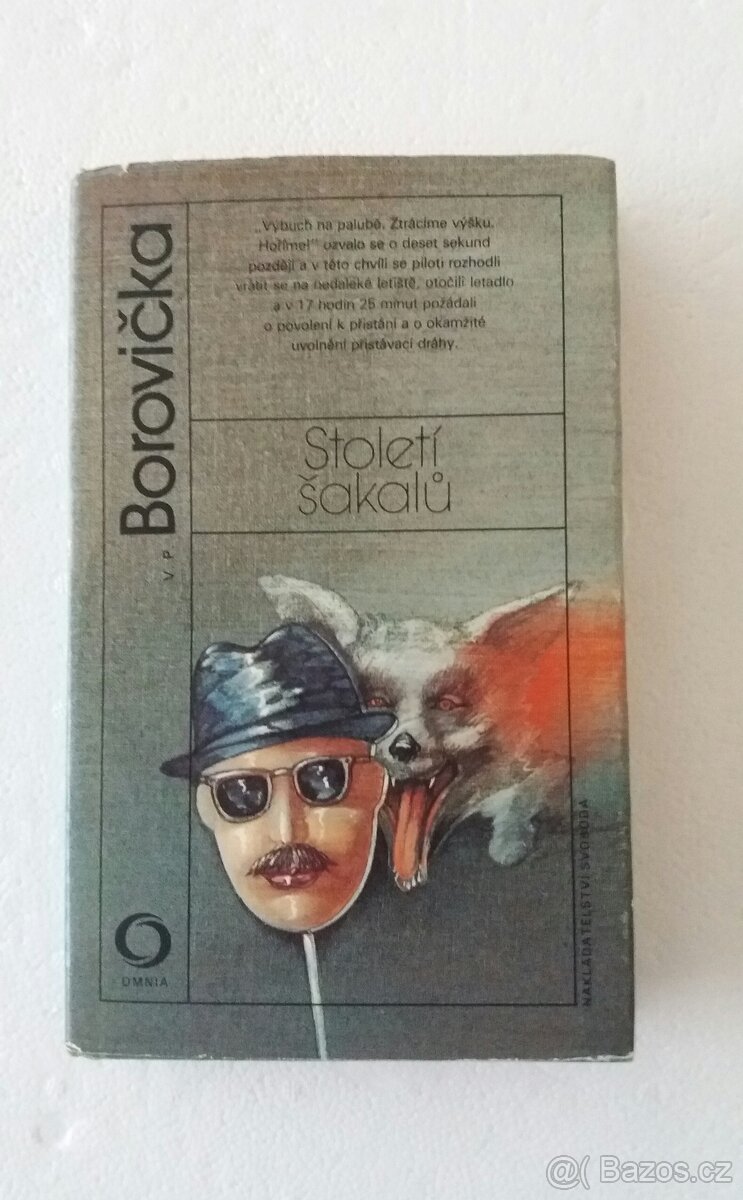 „Výbuch na palubě. Ztrácíme výšku.
Hoříme!“ ozvalo se o deset sekund
později a v této chvíli se piloti rozhodli
vrátit se na nedaleké letiště, otočili letadlo
a v 17 hodin 25 minut požádali
o povolení k přistání a o okamžité
uvolnění přistávací dráhy.
V. P. Borovička
Století
šakalů
OMNIA
NAKLADATELSTVÍ SVOBODA
@( Bazos.cz